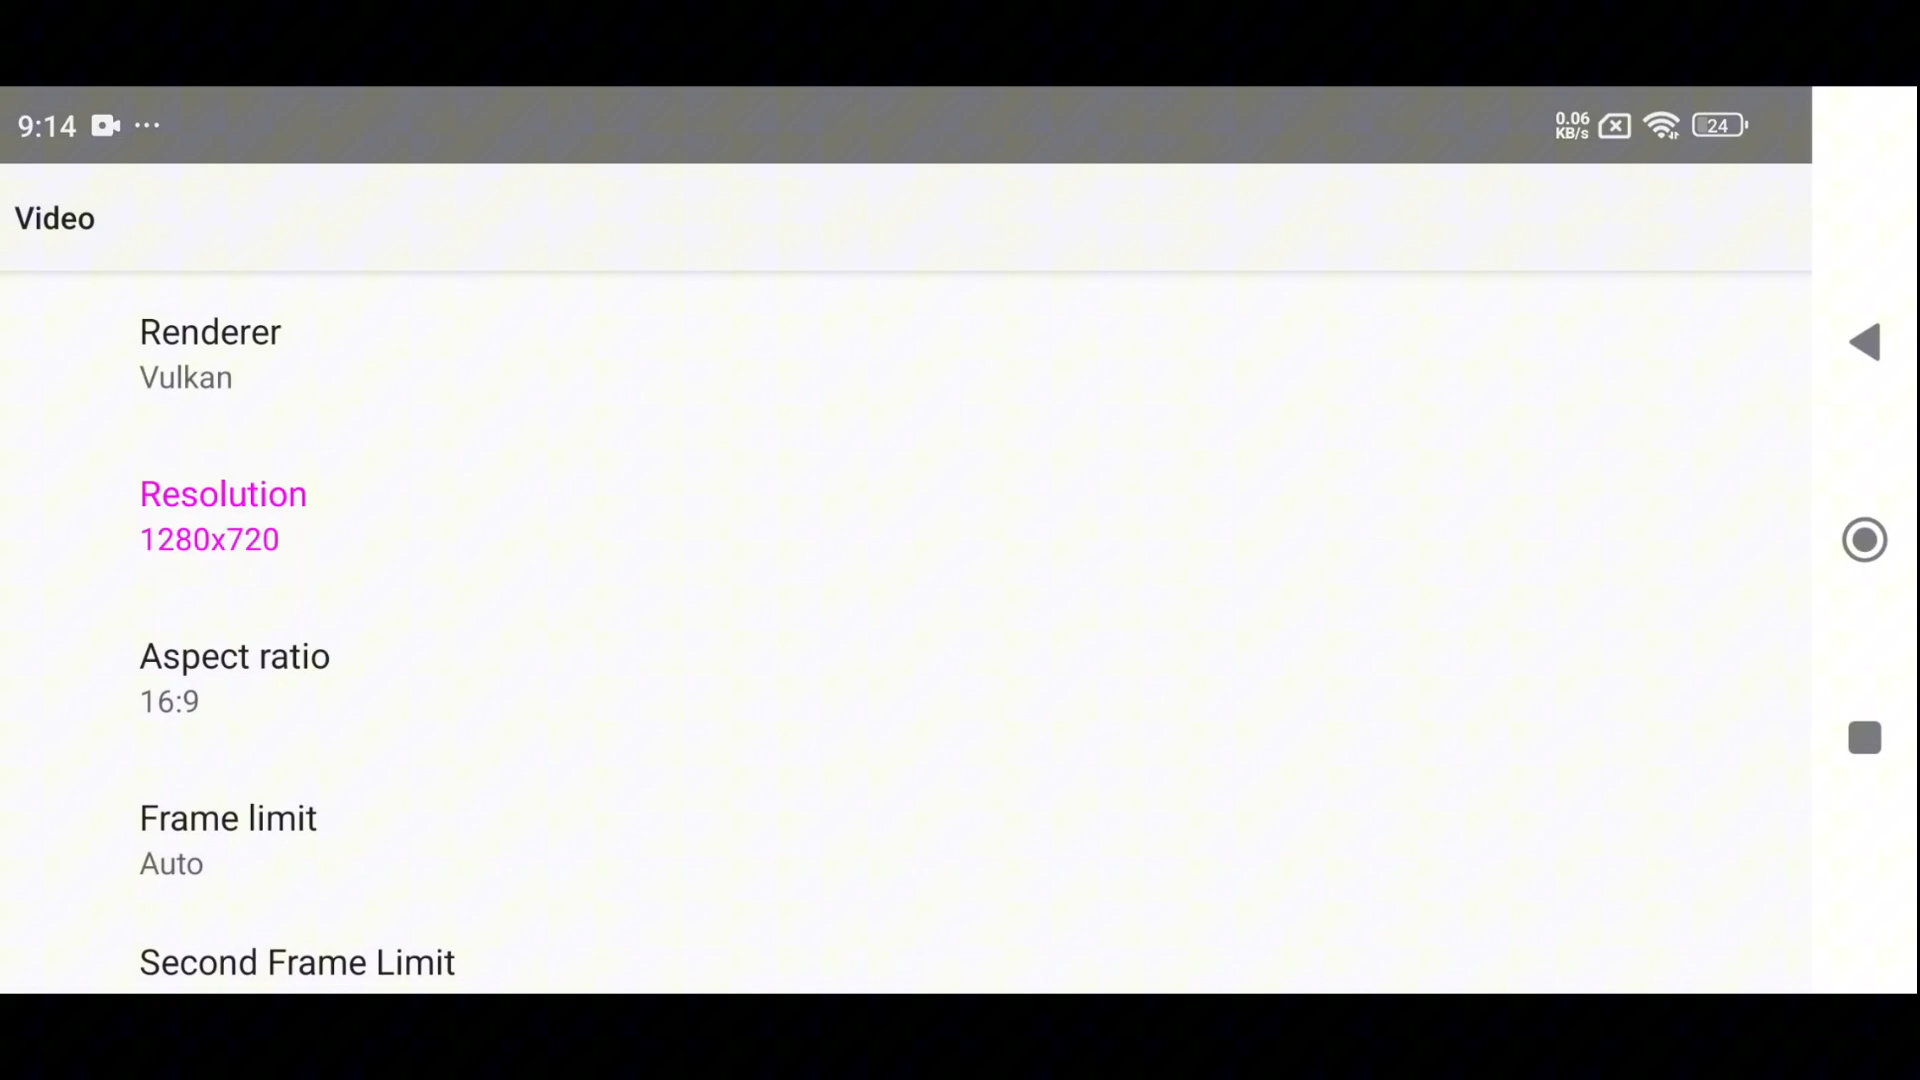 9:14 ... 0.06 KB/s 24
Video
Renderer
Vulkan
Resolution
1280x720
Aspect ratio
16:9
Frame limit
Auto
Second Frame Limit